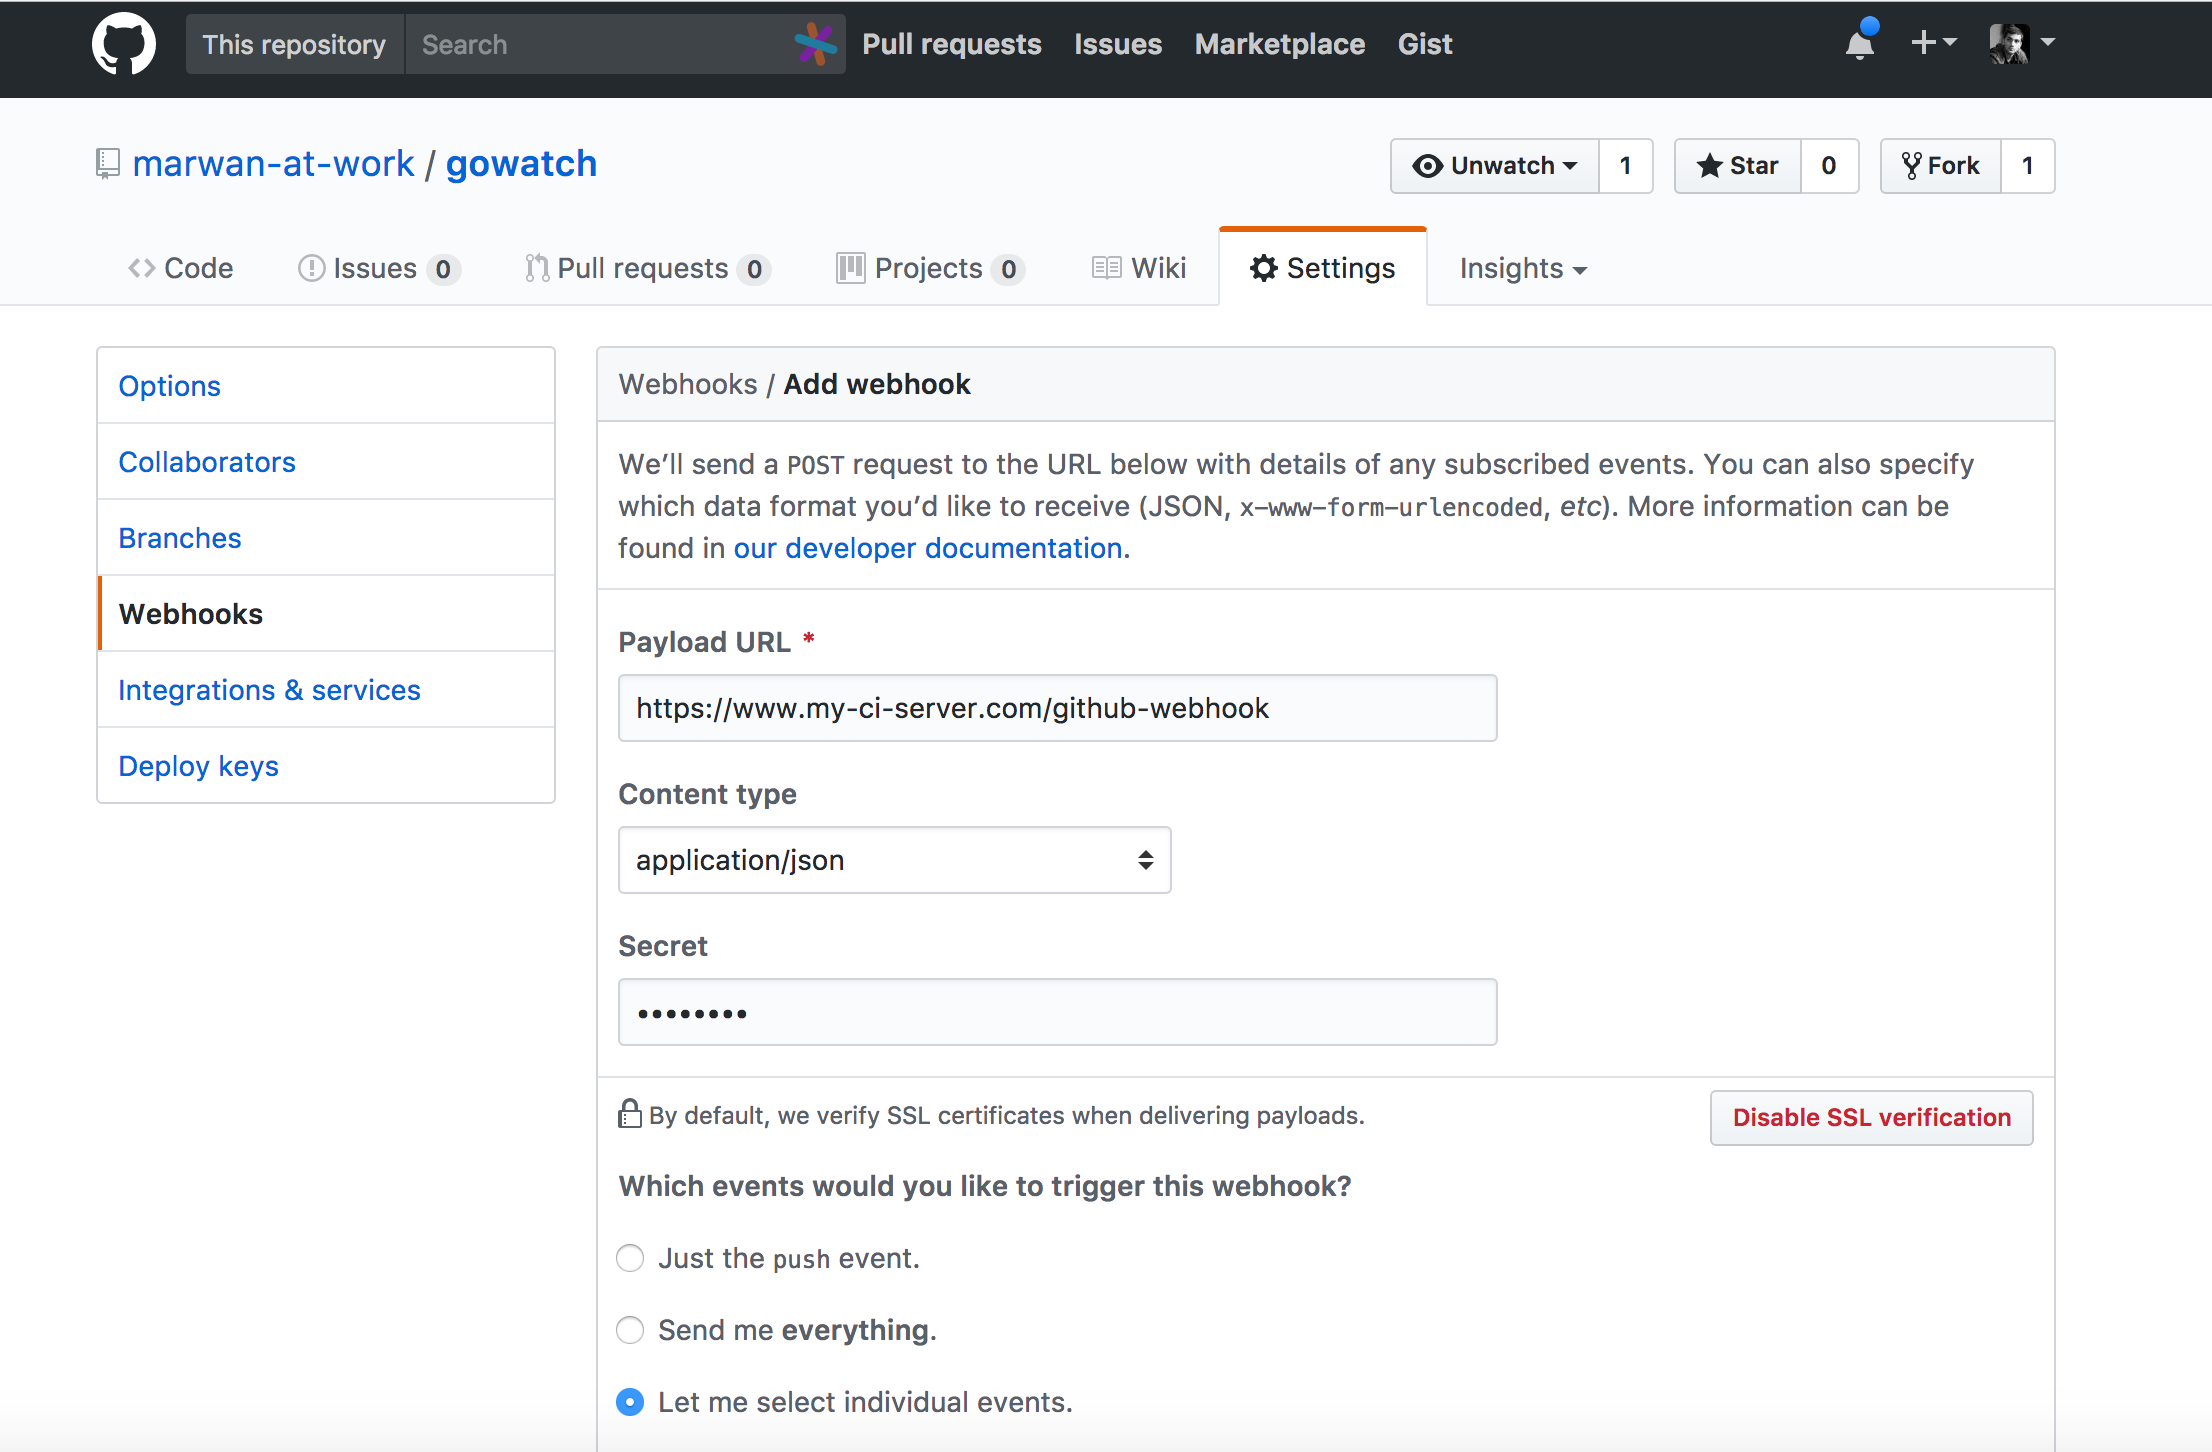 This repository Search Pull requests Issues Marketplace Gist
marwan-at-work / gowatch Unwatch 1 Star 0 Fork 1
Code Issues 0 Pull requests 0 Projects 0 Wiki Settings Insights
Options
Collaborators
Branches
Webhooks
Integrations & services
Deploy keys
Webhooks / Add webhook
We’ll send a POST request to the URL below with details of any subscribed events. You can also specify
which data format you’d like to receive (JSON, x-www-form-urlencoded, etc). More information can be
found in our developer documentation.
Payload URL *
https://www.my-ci-server.com/github-webhook
Content type
application/json
Secret
••••••••
By default, we verify SSL certificates when delivering payloads. Disable SSL verification
Which events would you like to trigger this webhook?
Just the push event.
Send me everything.
Let me select individual events.